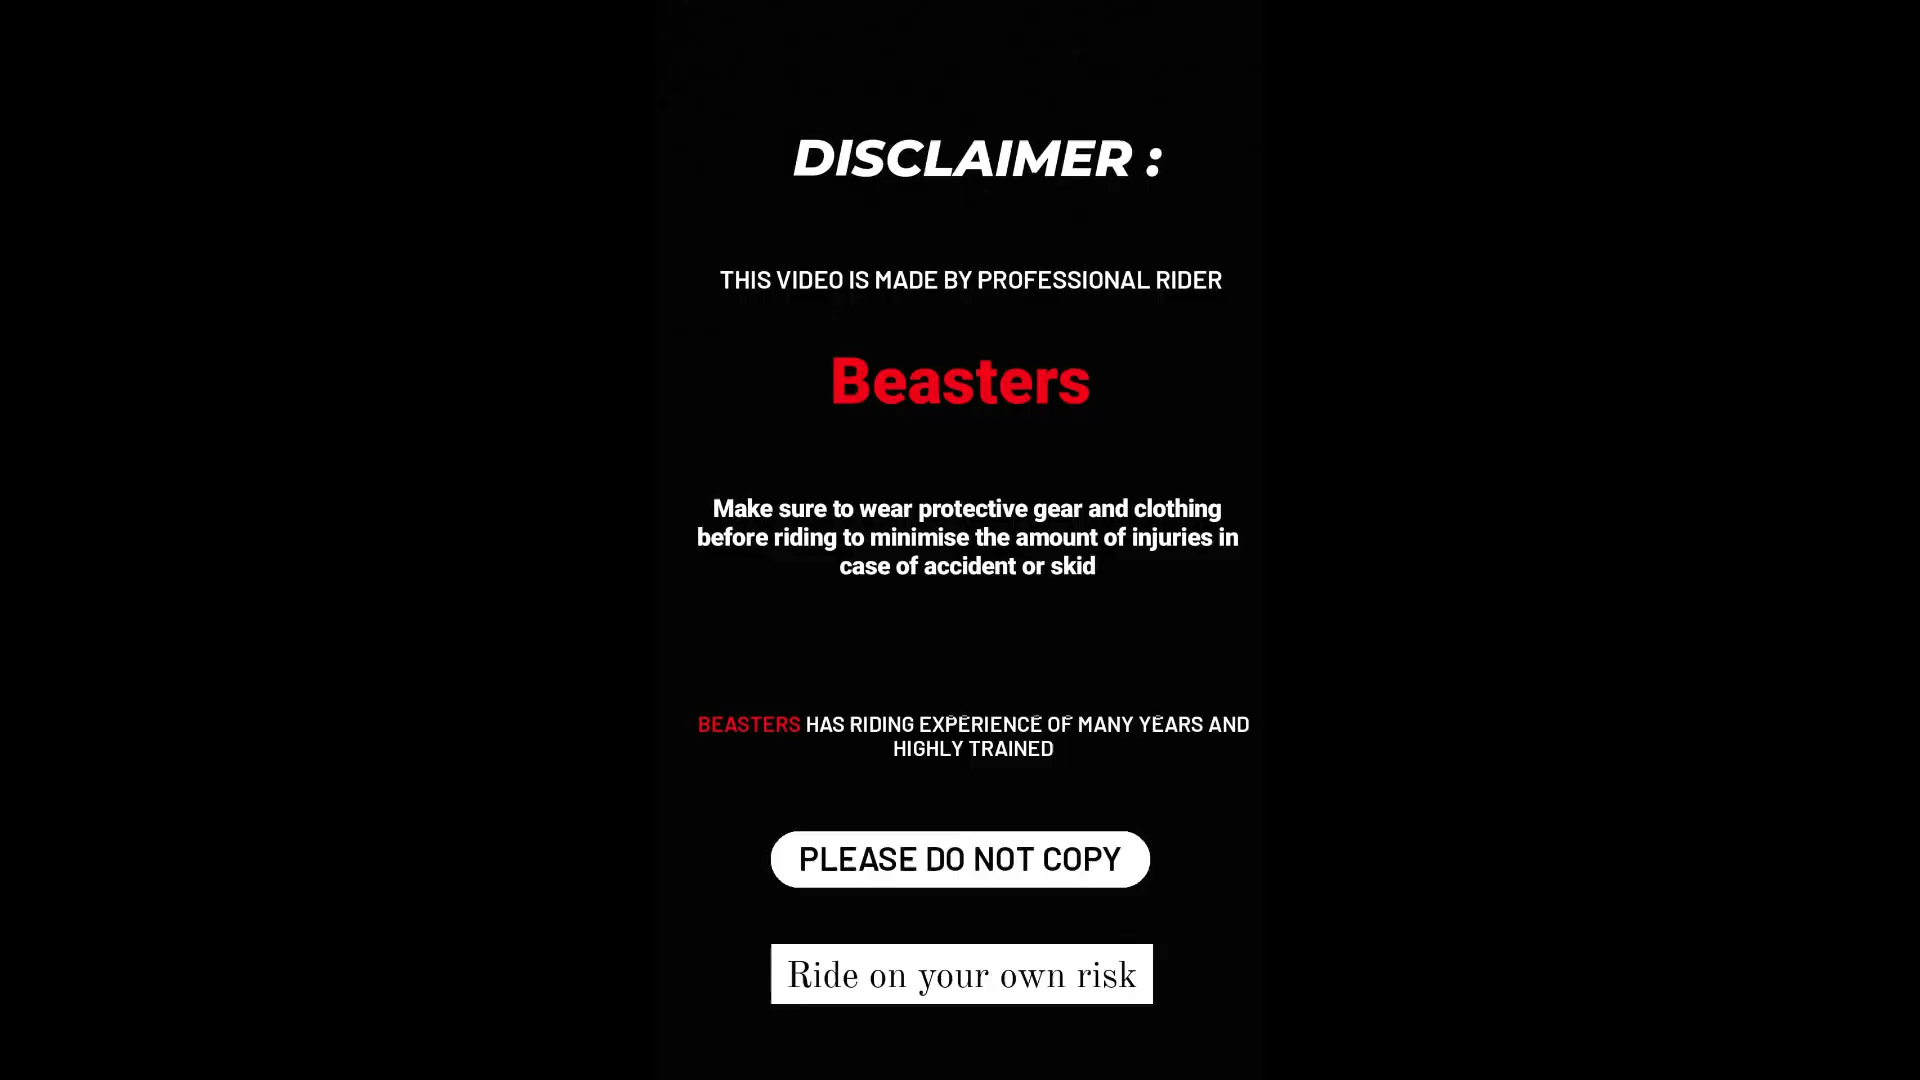 DISCLAIMER :
THIS VIDEO IS MADE BY PROFESSIONAL RIDER
Beasters
Make sure to wear protective gear and clothing
before riding to minimise the amount of injuries in
case of accident or skid
BEASTERS HAS RIDING EXPERIENCE OF MANY YEARS AND
HIGHLY TRAINED
PLEASE DO NOT COPY
Ride on your own risk